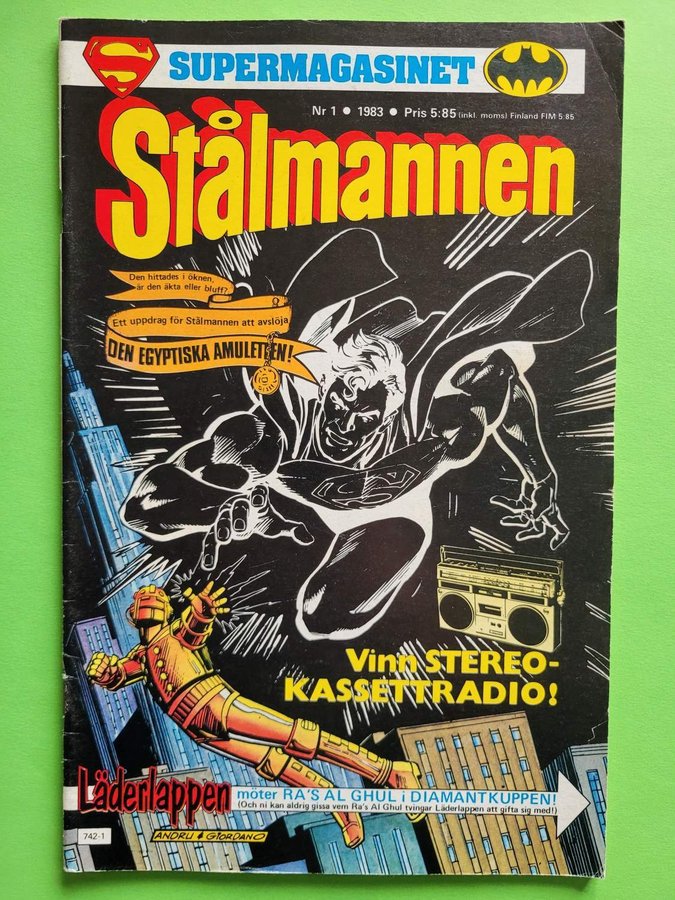 SUPERMAGASINET
Nr 1 • 1983 • Pris 5:85 (inkl. moms) Finland FIM 5:85
Stålmannen
Den hittades i öknen,
är den äkta eller bluff?
Ett uppdrag för Stålmannen att avslöja
DEN EGYPTISKA AMULETTEN!
Vinn STEREO-
KASSETTRADIO!
Läderlappen möter RA'S AL GHUL i DIAMANTKUPPEN!
(Och ni kan aldrig gissa vem Ra's Al Ghul tvingar Läderlappen att gifta sig med!)
742-1
ANDRU & GIORDANO